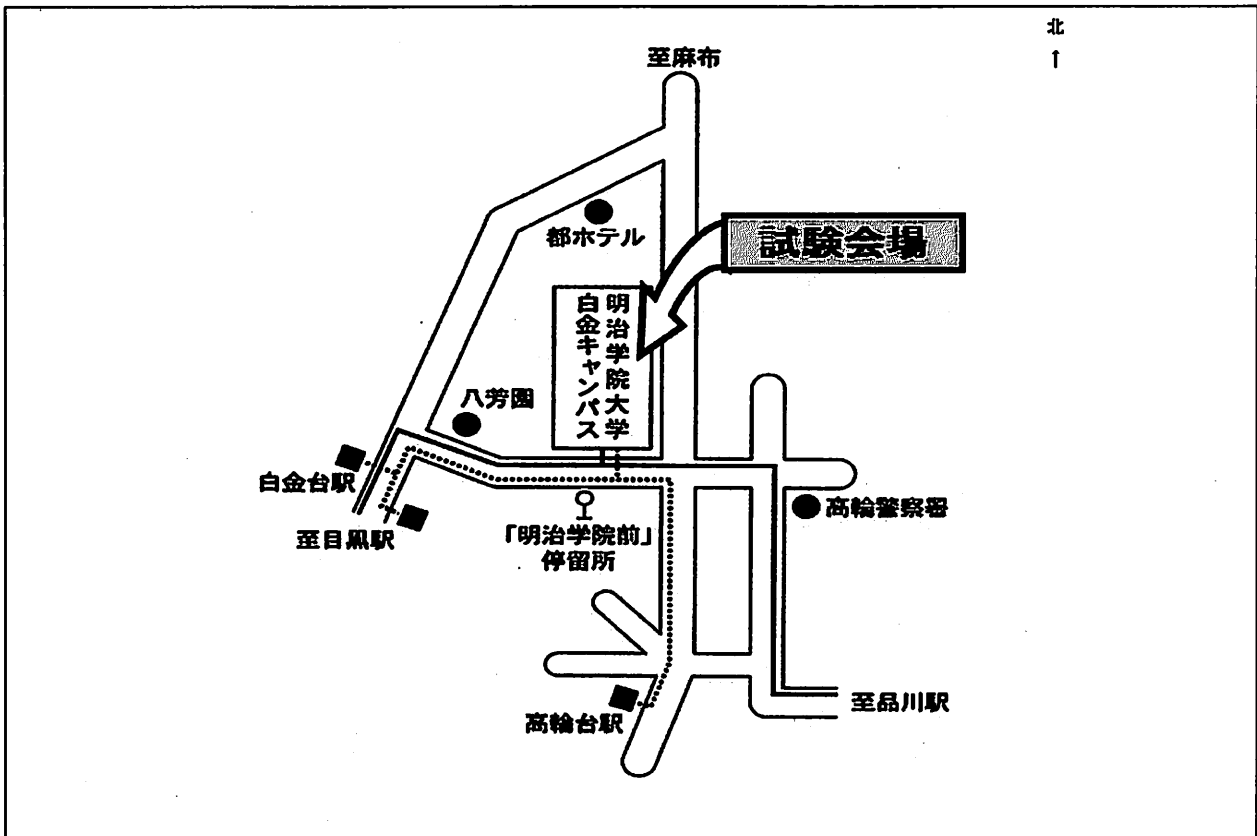 北
↑
至麻布
都ホテル
試験会場
明治学院大学
白金キャンパス
八芳園
白金台駅
至目黒駅
「明治学院前」
停留所
高輪警察署
高輪台駅
至品川駅